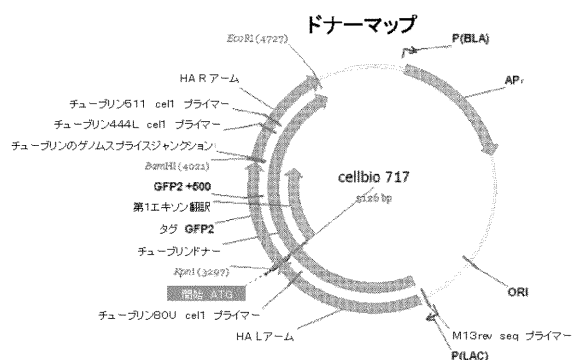 ドナーマップ
EcoRI(4727)
P(BLA)
HA R アーム
APr
チューブリン511 cel1 プライマー
チューブリン444L cel1 プライマー
チューブリンのゲノムスプライスジャンクション
BamHI(4021)
GFP2 +500
第1エキソン翻訳
タグ GFP2
チューブリンドナー
KpnI(3297)
開始 ATG
チューブリン80U cel1 プライマー
HA Lアーム
cellbio 717
5126 bp
ORI
M13rev seq プライマー
P(LAC)